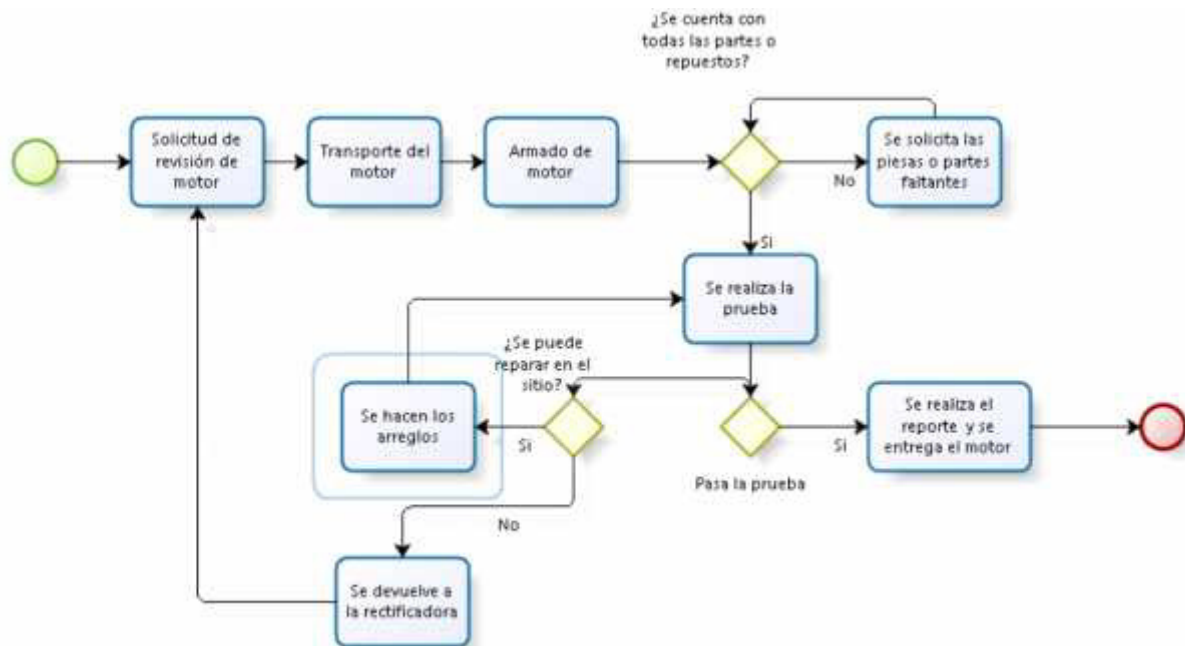 ¿Se cuenta con
todas las partes o
repuestos?
Solicitud de
revisión de
motor
Transporte del
motor
Armado de
motor
No
Se solicita las
piesas o partes
faltantes
Si
Se realiza la
prueba
¿Se puede
reparar en el
sitio?
Se hacen los
arreglos
Si
Pasa la prueba
Si
Se realiza el
reporte y se
entrega el motor
No
Se devuelve a
la rectificadora